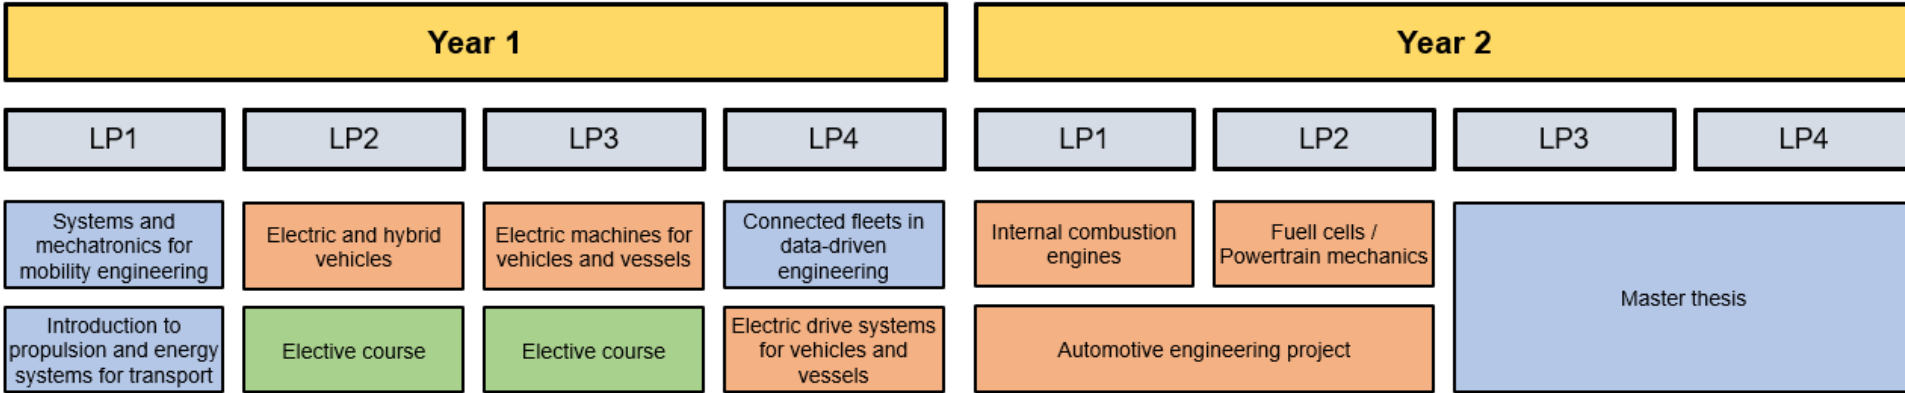 Year 1
Year 2
LP1
LP2
LP3
LP4
LP1
LP2
LP3
LP4
Systems and
mechatronics for
mobility engineering
Electric and hybrid
vehicles
Electric machines for
vehicles and vessels
Connected fleets in
data-driven
engineering
Internal combustion
engines
Fuell cells /
Powertrain mechanics
Master thesis
Introduction to
propulsion and energy
systems for transport
Elective course
Elective course
Electric drive systems
for vehicles and
vessels
Automotive engineering project